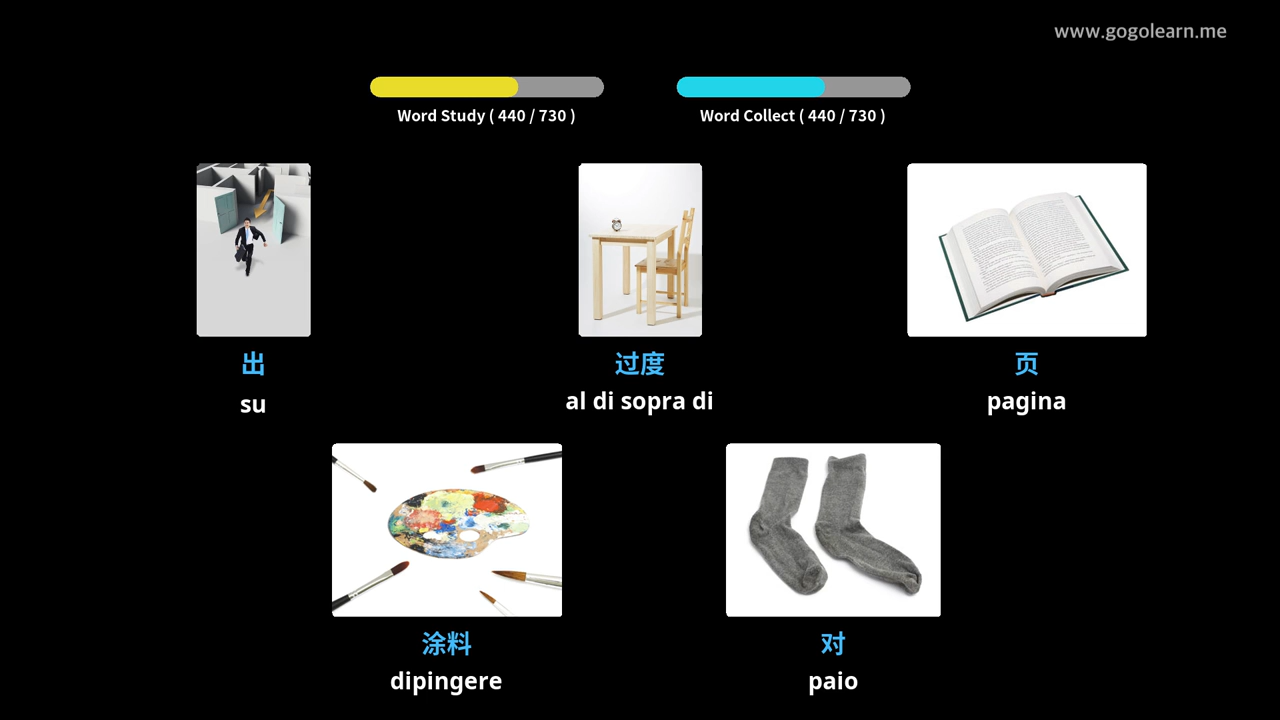 www.gogolearn.me
Word Study ( 440 / 730 )
Word Collect ( 440 / 730 )
出
su
过度
al di sopra di
页
pagina
涂料
dipingere
对
paio